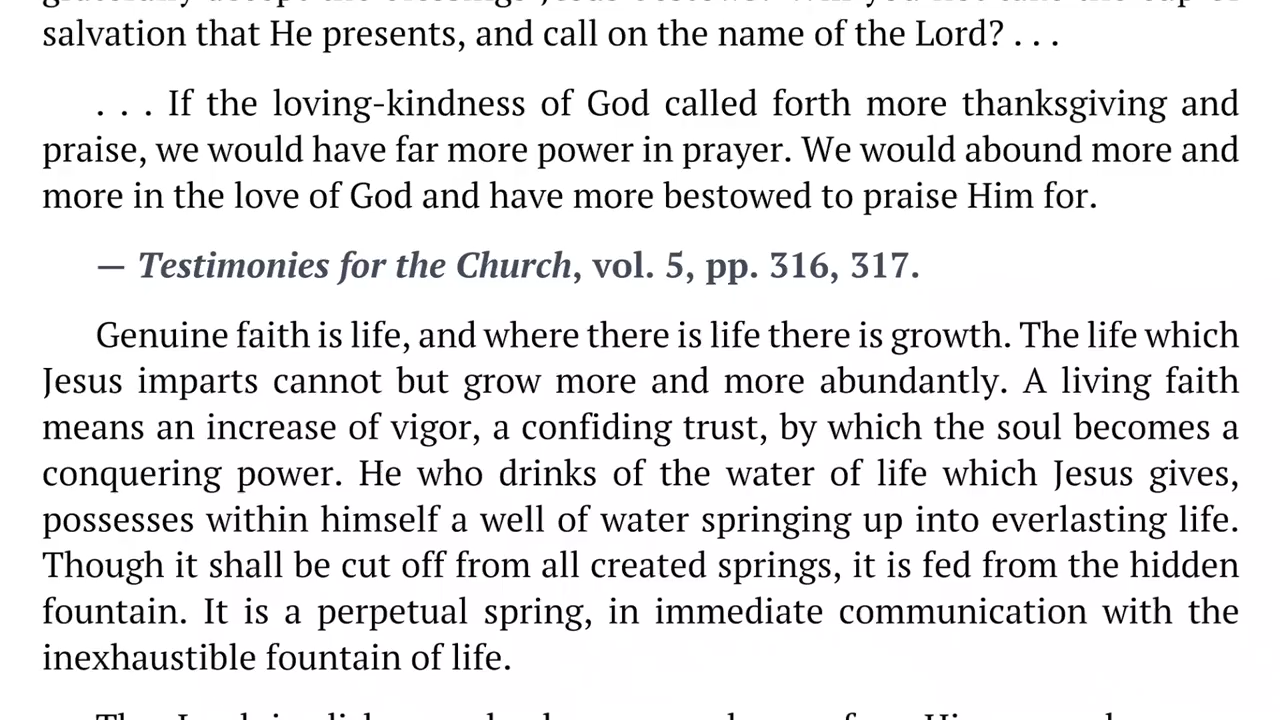 salvation that He presents, and call on the name of the Lord? . . .
. . . If the loving-kindness of God called forth more thanksgiving and
praise, we would have far more power in prayer. We would abound more and
more in the love of God and have more bestowed to praise Him for.
— Testimonies for the Church, vol. 5, pp. 316, 317.
Genuine faith is life, and where there is life there is growth. The life which
Jesus imparts cannot but grow more and more abundantly. A living faith
means an increase of vigor, a confiding trust, by which the soul becomes a
conquering power. He who drinks of the water of life which Jesus gives,
possesses within himself a well of water springing up into everlasting life.
Though it shall be cut off from all created springs, it is fed from the hidden
fountain. It is a perpetual spring, in immediate communication with the
inexhaustible fountain of life.